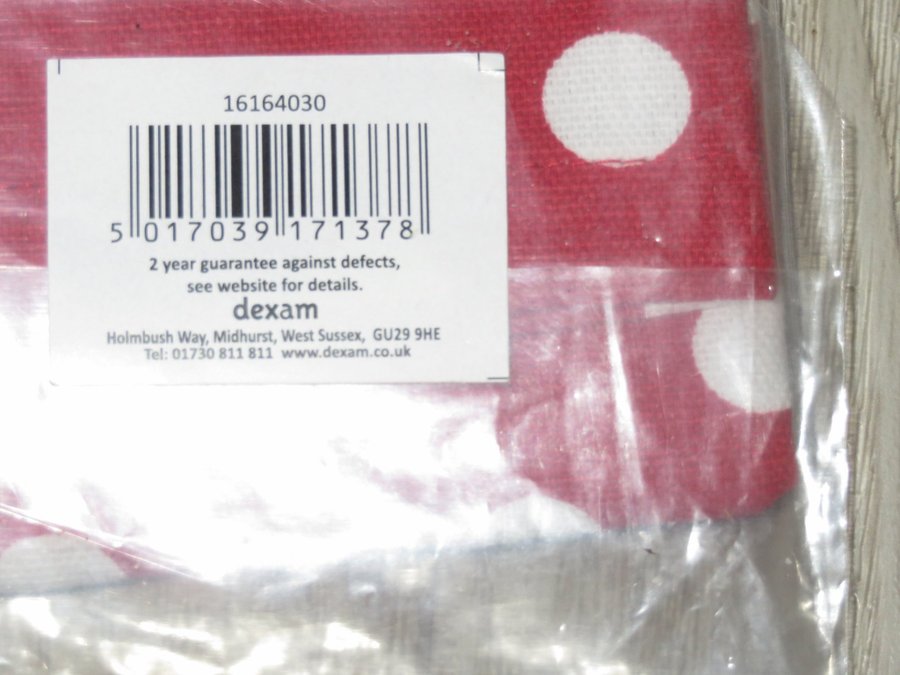 16164030
5 017039 171378
2 year guarantee against defects,
see website for details.
dexam
Holmbush Way, Midhurst, West Sussex, GU29 9HE
Tel: 01730 811 811 www.dexam.co.uk